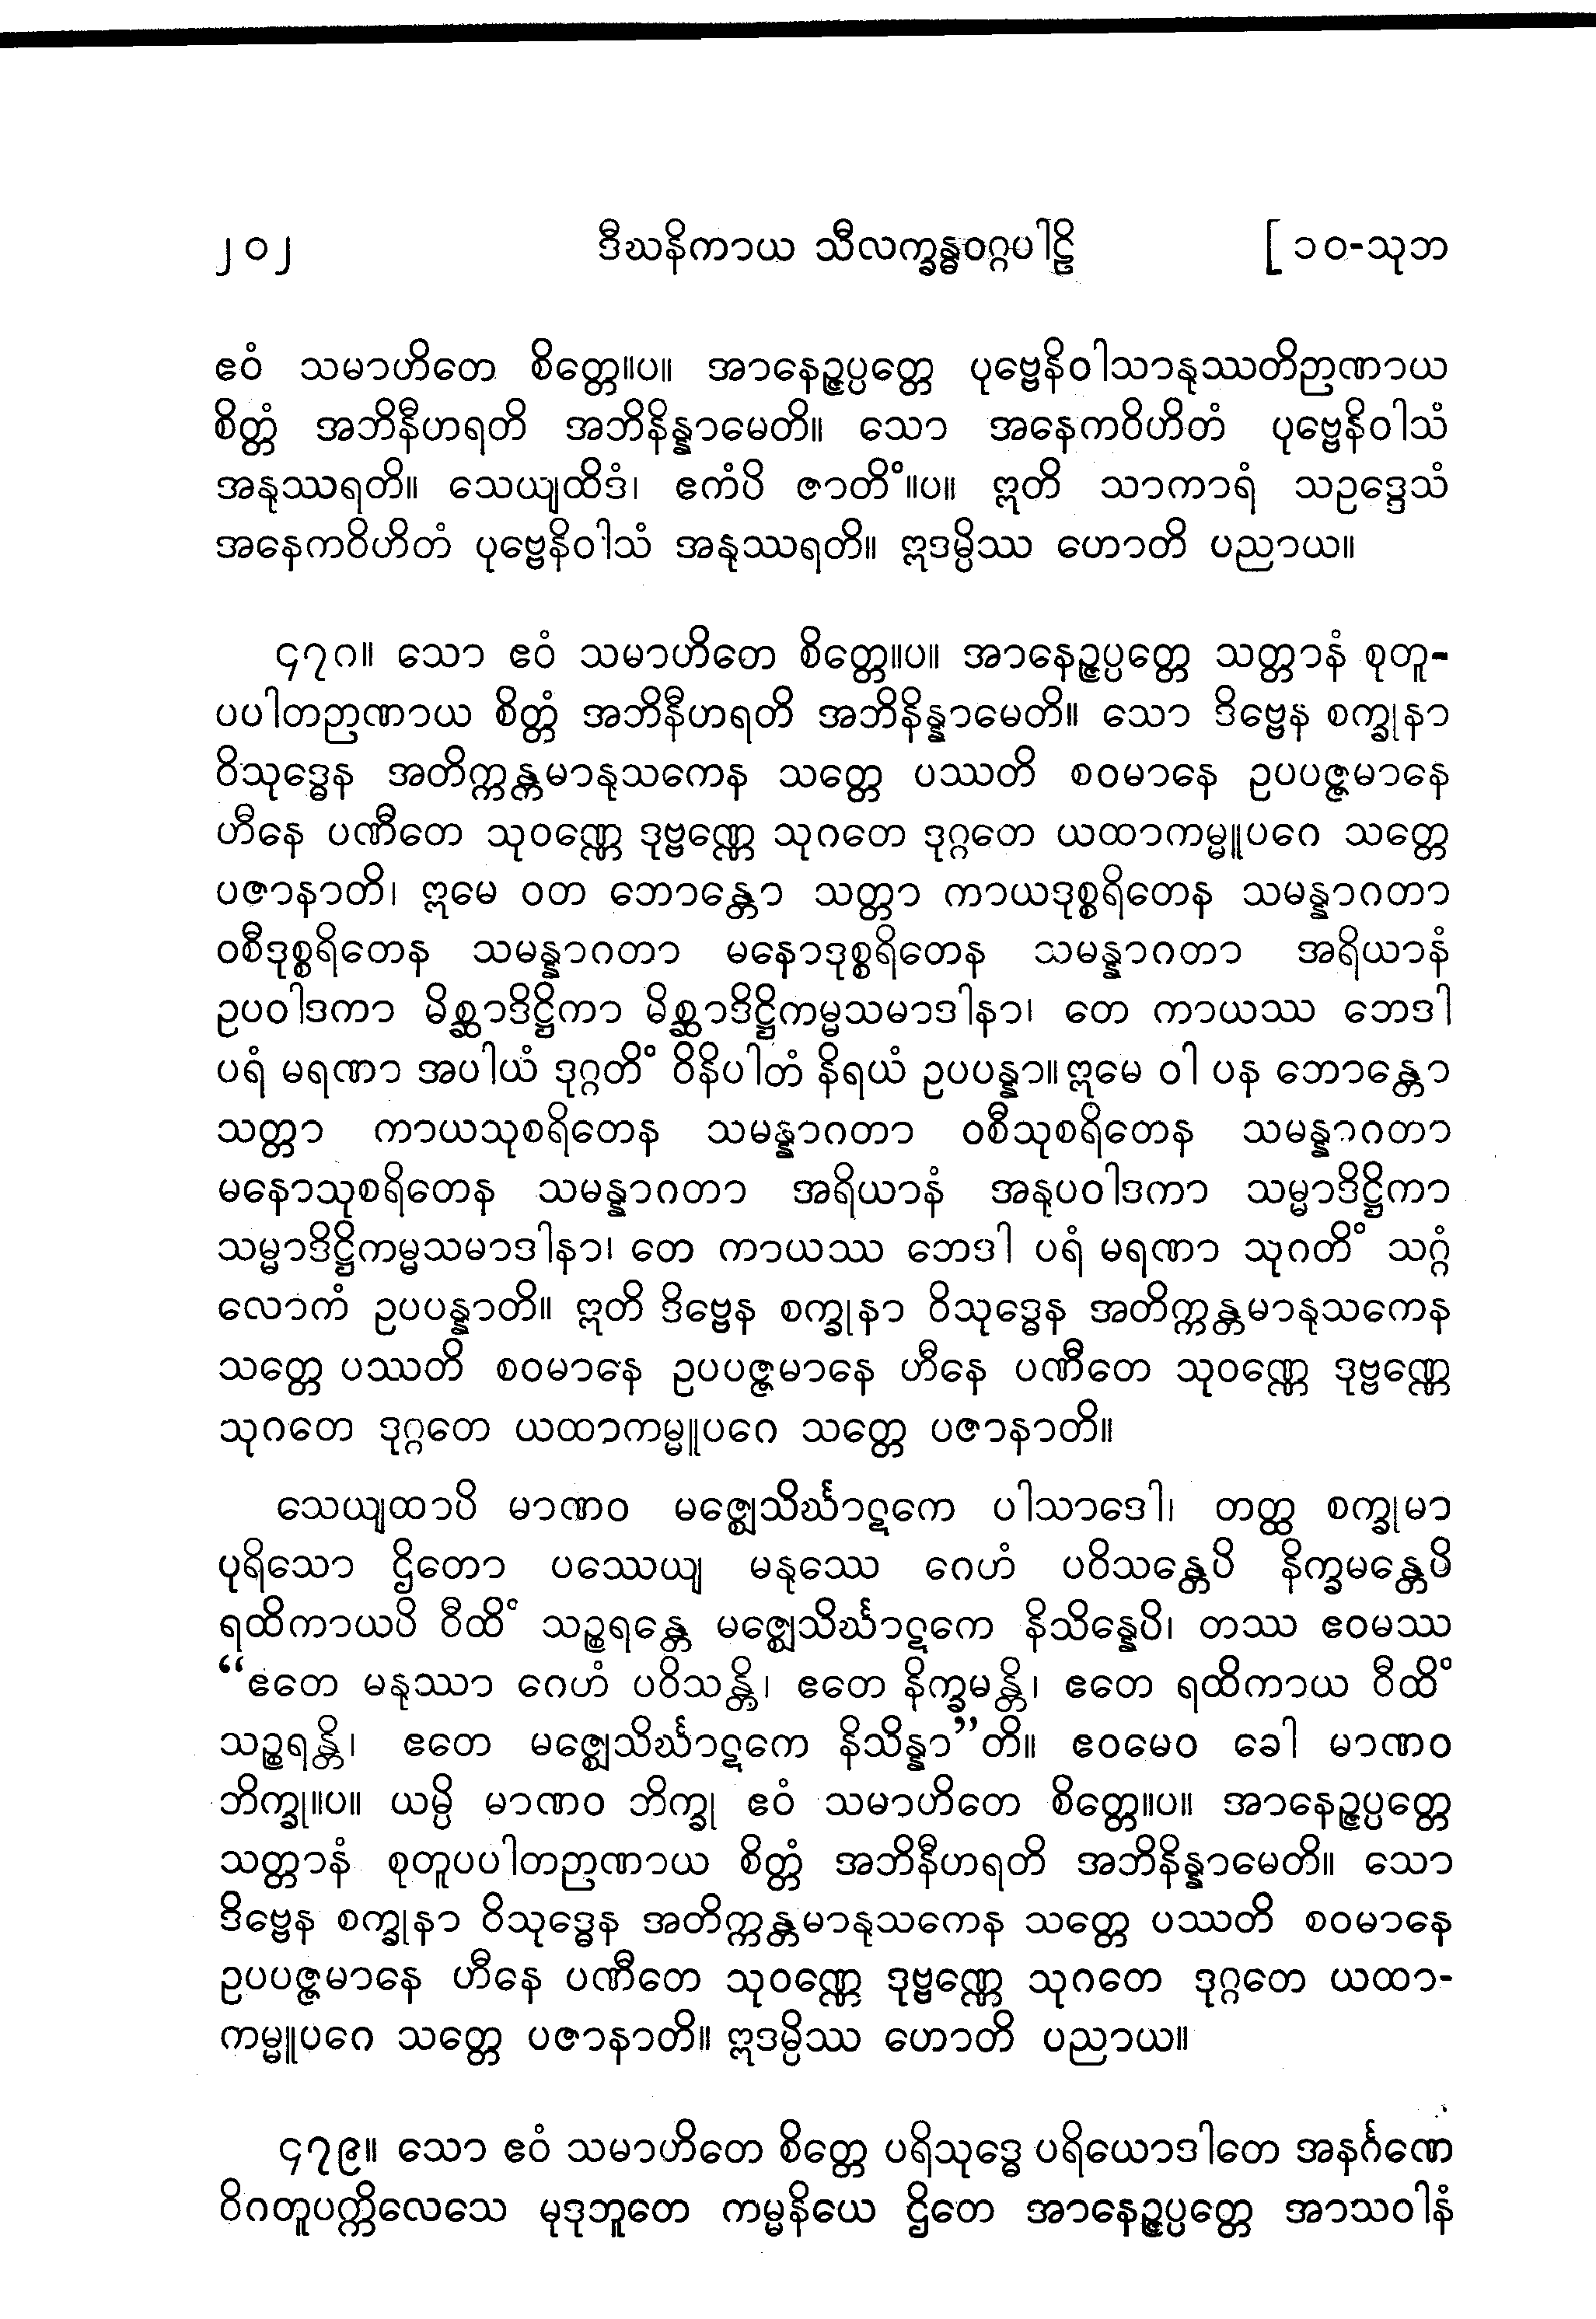 ၂၀၂ ဒီဃနိကာယ သီလက္ခန္ဓဝဂ္ဂပါဠိ [ ၁၀-သုဘ
ဧဝံ သမာဟိတေ စိတ္တေ။ပ။ အာနေဉ္ဇပ္ပတ္တေ ပုဗ္ဗေနိဝါသာနုဿတိဉာဏာယ
စိတ္တံ အဘိနီဟရတိ အဘိနိန္နာမေတိ။ သော အနေကဝိဟိတံ ပုဗ္ဗေနိဝါသံ
အနုဿရတိ။ သေယျထိဒံ၊ ဧကံပိ ဇာတိံ။ပ။ ဣတိ သာကာရံ သဥဒ္ဒေသံ
အနေကဝိဟိတံ ပုဗ္ဗေနိဝါသံ အနုဿရတိ။ ဣဒမ္ပိဿ ဟောတိ ပညာယ။
၄၇ဂ။ သော ဧဝံ သမာဟိတေ စိတ္တေ။ပ။ အာနေဉ္ဇပ္ပတ္တေ သတ္တာနံ စုတူ-
ပပါတဉာဏာယ စိတ္တံ အဘိနီဟရတိ အဘိနိန္နာမေတိ။ သော ဒိဗ္ဗေန စက္ခုနာ
ဝိသုဒ္ဓေန အတိက္ကန္တမာနုသကေန သတ္တေ ပဿတိ စဝမာနေ ဥပပဇ္ဇမာနေ
ဟီနေ ပဏီတေ သုဝဏ္ဏေ ဒုဗ္ဗဏ္ဏေ သုဂတေ ဒုဂ္ဂတေ ယထာကမ္မူပဂေ သတ္တေ
ပဇာနာတိ၊ ဣမေ ဝတ ဘောန္တော သတ္တာ ကာယဒုစ္စရိတေန သမန္နာဂတာ
ဝစီဒုစ္စရိတေန သမန္နာဂတာ မနောဒုစ္စရိတေန သမန္နာဂတာ အရိယာနံ
ဥပဝါဒကာ မိစ္ဆာဒိဋ္ဌိကာ မိစ္ဆာဒိဋ္ဌိကမ္မသမာဒါနာ၊ တေ ကာယဿ ဘေဒါ
ပရံ မရဏာ အပါယံ ဒုဂ္ဂတိံ ဝိနိပါတံ နိရယံ ဥပပန္နာ။ ဣမေ ဝါ ပန ဘောန္တော
သတ္တာ ကာယသုစရိတေန သမန္နာဂတာ ဝစီသုစရိတေန သမန္နာဂတာ
မနောသုစရိတေန သမန္နာဂတာ အရိယာနံ အနုပဝါဒကာ သမ္မာဒိဋ္ဌိကာ
သမ္မာဒိဋ္ဌိကမ္မသမာဒါနာ၊ တေ ကာယဿ ဘေဒါ ပရံ မရဏာ သုဂတိံ သဂ္ဂံ
လောကံ ဥပပန္နာတိ။ ဣတိ ဒိဗ္ဗေန စက္ခုနာ ဝိသုဒ္ဓေန အတိက္ကန္တမာနုသကေန
သတ္တေ ပဿတိ စဝမာနေ ဥပပဇ္ဇမာနေ ဟီနေ ပဏီတေ သုဝဏ္ဏေ ဒုဗ္ဗဏ္ဏေ
သုဂတေ ဒုဂ္ဂတေ ယထာကမ္မူပဂေ သတ္တေ ပဇာနာတိ။
သေယျထာပိ မာဏဝ မဇ္ဈေသိင်္ဃာဋကေ ပါသာဒေါ၊ တတ္ထ စက္ခုမာ
ပုရိသော ဌိတော ပဿေယျ မနုဿေ ဂေဟံ ပဝိသန္တေပိ နိက္ခမန္တေပိ
ရထိကာယပိ ဝီထိံ သဉ္စရန္တေ မဇ္ဈေသိင်္ဃာဋကေ နိသိန္နေပိ၊ တဿ ဧဝမဿ
“ဧတေ မနုဿာ ဂေဟံ ပဝိသန္တိ၊ ဧတေ နိက္ခမန္တိ၊ ဧတေ ရထိကာယ ဝီထိံ
သဉ္စရန္တိ၊ ဧတေ မဇ္ဈေသိင်္ဃာဋကေ နိသိန္နာ”တိ။ ဧဝမေဝ ခေါ မာဏဝ
ဘိက္ခု။ပ။ ယမ္ပိ မာဏဝ ဘိက္ခု ဧဝံ သမာဟိတေ စိတ္တေ။ပ။ အာနေဉ္ဇပ္ပတ္တေ
သတ္တာနံ စုတူပပါတဉာဏာယ စိတ္တံ အဘိနီဟရတိ အဘိနိန္နာမေတိ။ သော
ဒိဗ္ဗေန စက္ခုနာ ဝိသုဒ္ဓေန အတိက္ကန္တမာနုသကေန သတ္တေ ပဿတိ စဝမာနေ
ဥပပဇ္ဇမာနေ ဟီနေ ပဏီတေ သုဝဏ္ဏေ ဒုဗ္ဗဏ္ဏေ သုဂတေ ဒုဂ္ဂတေ ယထာ-
ကမ္မူပဂေ သတ္တေ ပဇာနာတိ။ ဣဒမ္ပိဿ ဟောတိ ပညာယ။
၄၇၉။ သော ဧဝံ သမာဟိတေ စိတ္တေ ပရိသုဒ္ဓေ ပရိယောဒါတေ အနင်္ဂဏေ
ဝိဂတူပက္ကိလေသေ မုဒုဘူတေ ကမ္မနိယေ ဌိတေ အာနေဉ္ဇပ္ပတ္တေ အာသဝါနံ